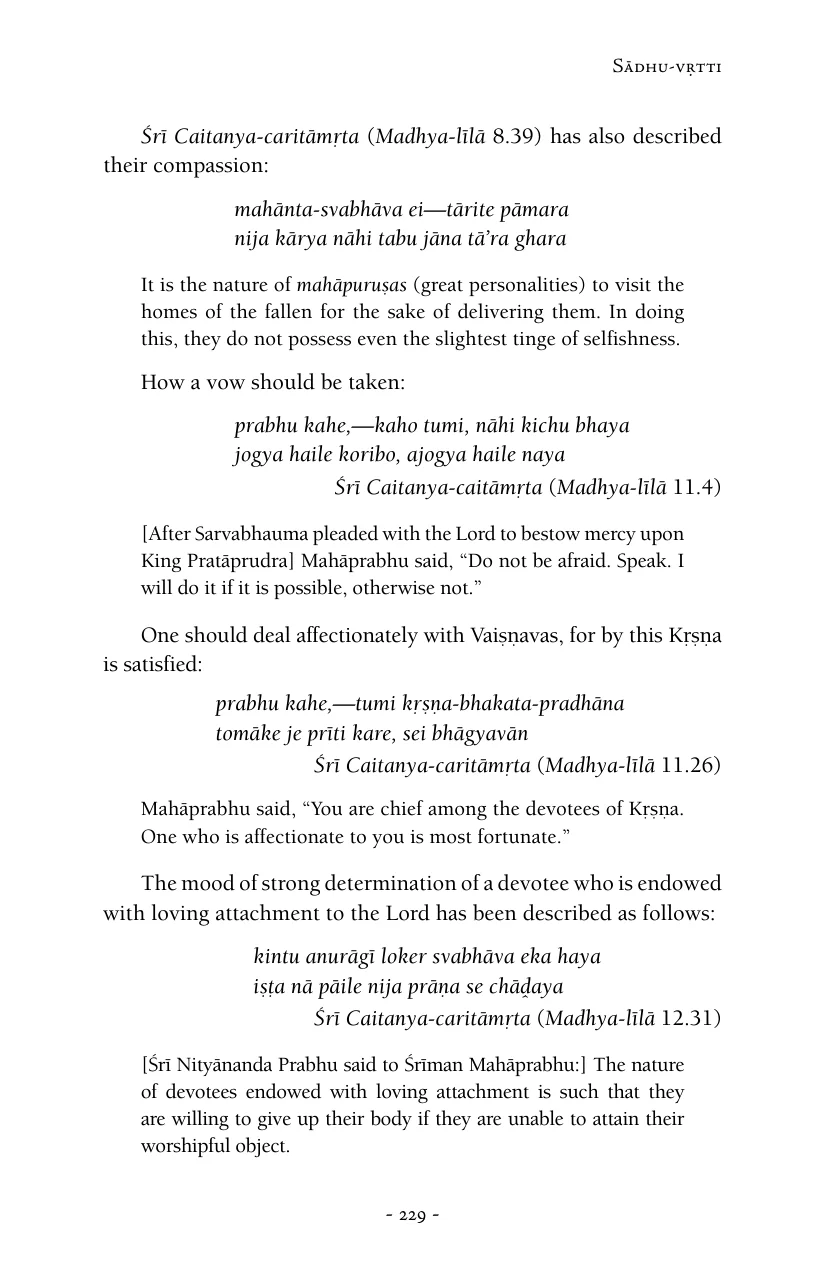 Sādhu-vṛtti
Śrī Caitanya-caritāmṛta (Madhya-līlā 8.39) has also described
their compassion:
mahānta-svabhāva ei—tārite pāmara
nija kārya nāhi tabu jāna tā’ra ghara
It is the nature of mahāpuruṣas (great personalities) to visit the
homes of the fallen for the sake of delivering them. In doing
this, they do not possess even the slightest tinge of selfishness.
How a vow should be taken:
prabhu kahe,—kaho tumi, nāhi kichu bhaya
jogya haile koribo, ajogya haile naya
Śrī Caitanya-caitāmṛta (Madhya-līlā 11.4)
[After Sarvabhauma pleaded with the Lord to bestow mercy upon
King Pratāprudra] Mahāprabhu said, “Do not be afraid. Speak. I
will do it if it is possible, otherwise not.”
One should deal affectionately with Vaiṣṇavas, for by this Kṛṣṇa
is satisfied:
prabhu kahe,—tumi kṛṣṇa-bhakata-pradhāna
tomāke je prīti kare, sei bhāgyavān
Śrī Caitanya-caritāmṛta (Madhya-līlā 11.26)
Mahāprabhu said, “You are chief among the devotees of Kṛṣṇa.
One who is affectionate to you is most fortunate.”
The mood of strong determination of a devotee who is endowed
with loving attachment to the Lord has been described as follows:
kintu anurāgī loker svabhāva eka haya
iṣṭa nā pāile nija prāṇa se chāḓaya
Śrī Caitanya-caritāmṛta (Madhya-līlā 12.31)
[Śrī Nityānanda Prabhu said to Śrīman Mahāprabhu:] The nature
of devotees endowed with loving attachment is such that they
are willing to give up their body if they are unable to attain their
worshipful object.
- 229 -